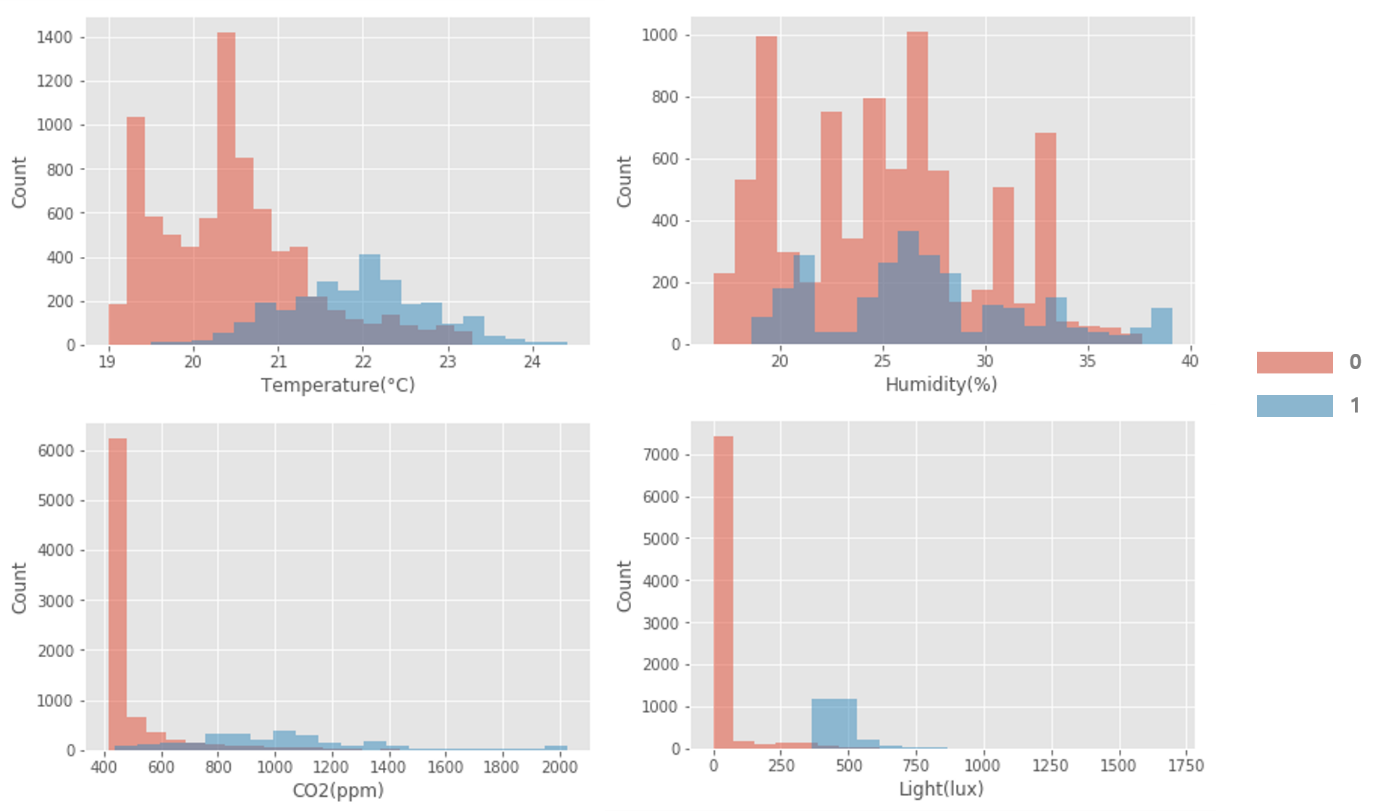 1400
1200
1000
800
600
400
200
0
Count
19 20 21 22 23 24
Temperature(°C)
1000
800
600
400
200
0
Count
20 25 30 35 40
Humidity(%)
0
1
6000
5000
4000
3000
2000
1000
0
Count
400 600 800 1000 1200 1400 1600 1800 2000
CO2(ppm)
7000
6000
5000
4000
3000
2000
1000
0
Count
0 250 500 750 1000 1250 1500 1750
Light(lux)